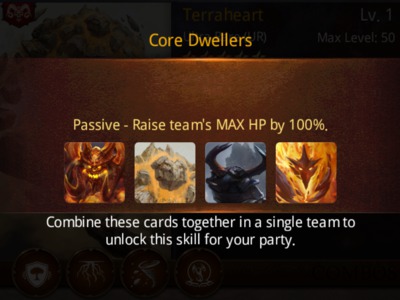 Terraheart
Lv. 1
(UR)
Max Level: 50
Core Dwellers
Passive - Raise team's MAX HP by 100%.
Combine these cards together in a single team to
unlock this skill for your party.